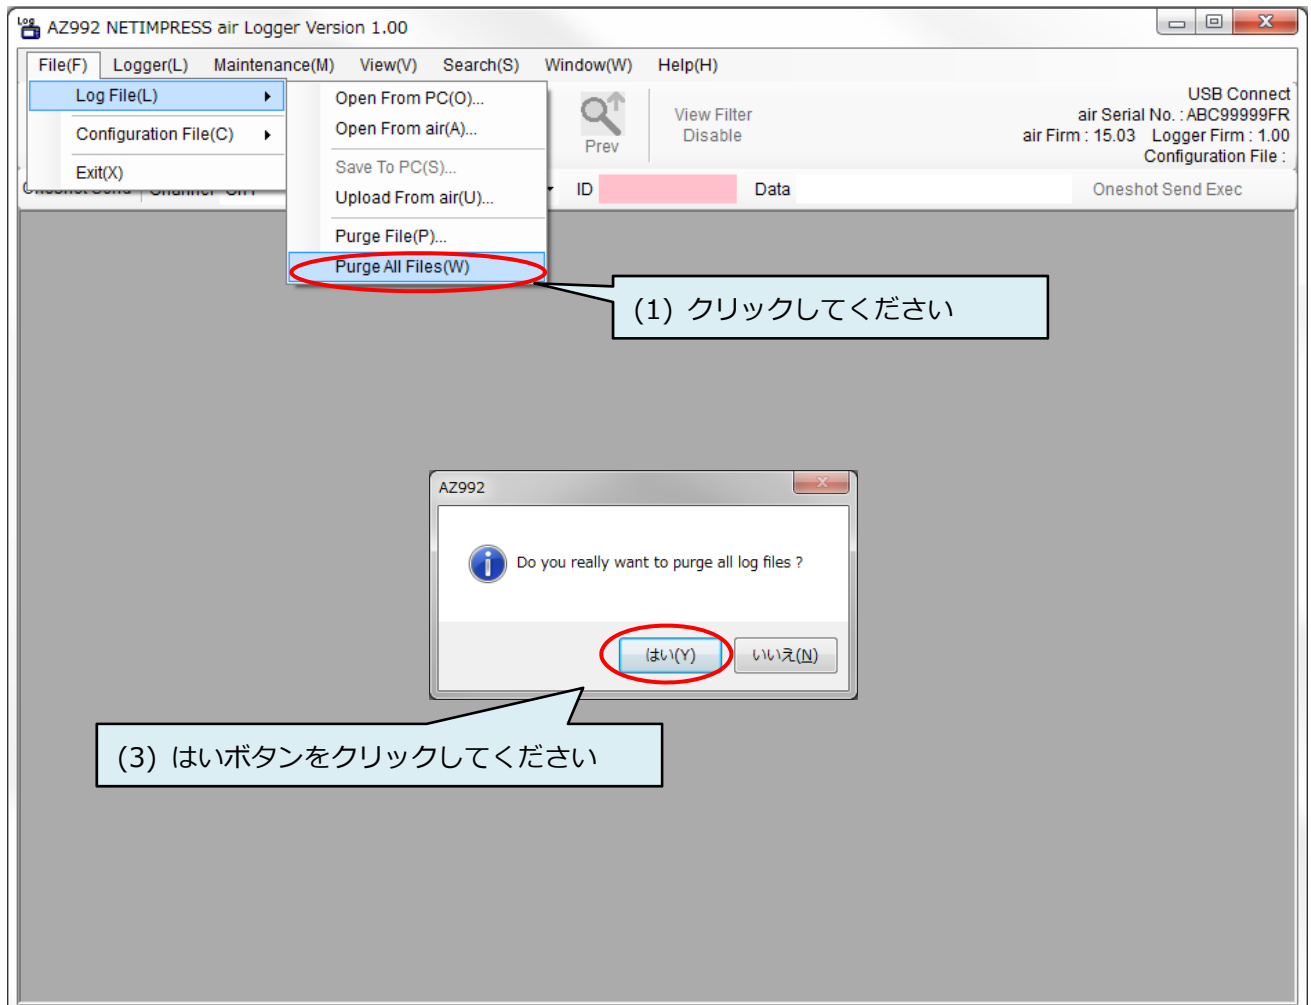 Log
AZ992 NETIMPRESS air Logger Version 1.00
File(F) Logger(L) Maintenance(M) View(V) Search(S) Window(W) Help(H)
Log File(L)
Configuration File(C)
Exit(X)
Open From PC(O)...
Open From air(A)...
Save To PC(S)...
Upload From air(U)...
Purge File(P)...
Purge All Files(W)
Prev
View Filter
Disable
USB Connect
air Serial No. : ABC99999FR
air Firm : 15.03 Logger Firm : 1.00
Configuration File :
Oneshot Send Channel CH1 ID Data Oneshot Send Exec
(1) クリックしてください
AZ992
Do you really want to purge all log files ?
はい(Y) いいえ(N)
(3) はいボタンをクリックしてください